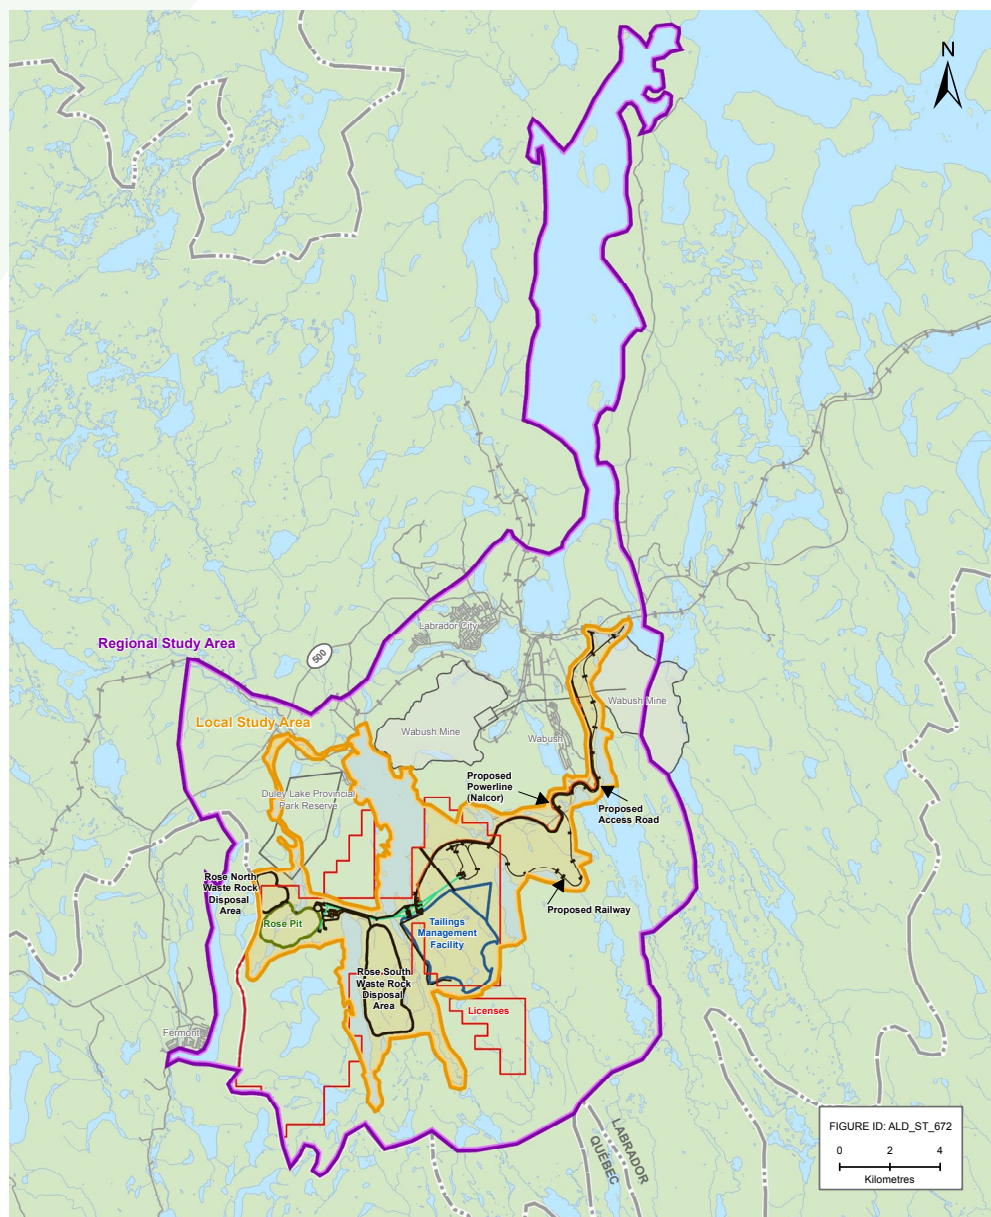 N
Labrador City
Regional Study Area
500
Wabush Mine
Local Study Area
Wabush Mine
Wabush
Proposed
Powerline
(Nalcor)
Duley Lake Provincial
Park Reserve
Proposed
Access Road
Rose North
Waste Rock
Disposal
Area
Proposed Railway
Rose Pit
Tailings
Management
Facility
Rose South
Waste Rock
Disposal
Area
Licenses
Fermont
LABRADOR
QUÉBEC
FIGURE ID: ALD_ST_672
0 2 4
Kilometres